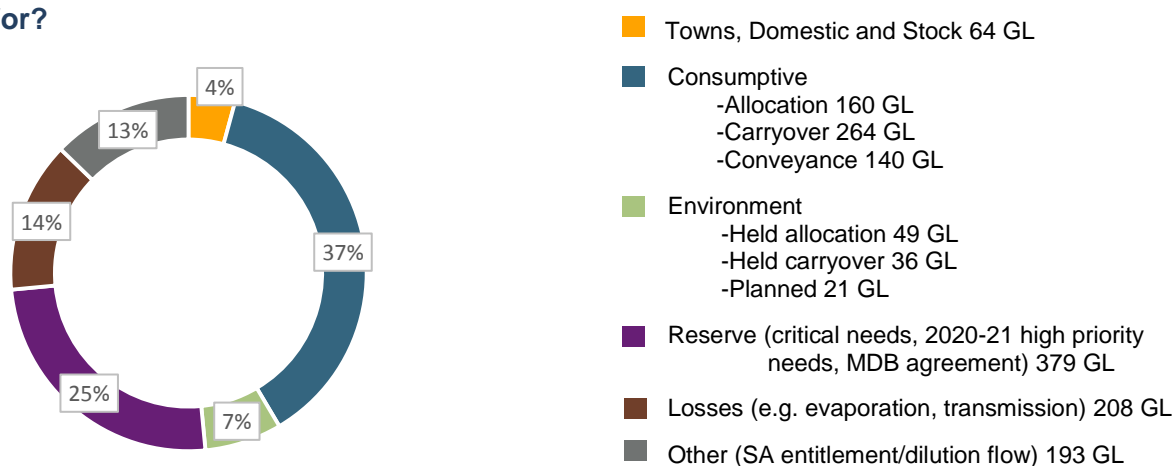 or?
4%
13%
14%
37%
25%
7%
Towns, Domestic and Stock 64 GL
Consumptive
-Allocation 160 GL
-Carryover 264 GL
-Conveyance 140 GL
Environment
-Held allocation 49 GL
-Held carryover 36 GL
-Planned 21 GL
Reserve (critical needs, 2020-21 high priority
needs, MDB agreement) 379 GL
Losses (e.g. evaporation, transmission) 208 GL
Other (SA entitlement/dilution flow) 193 GL